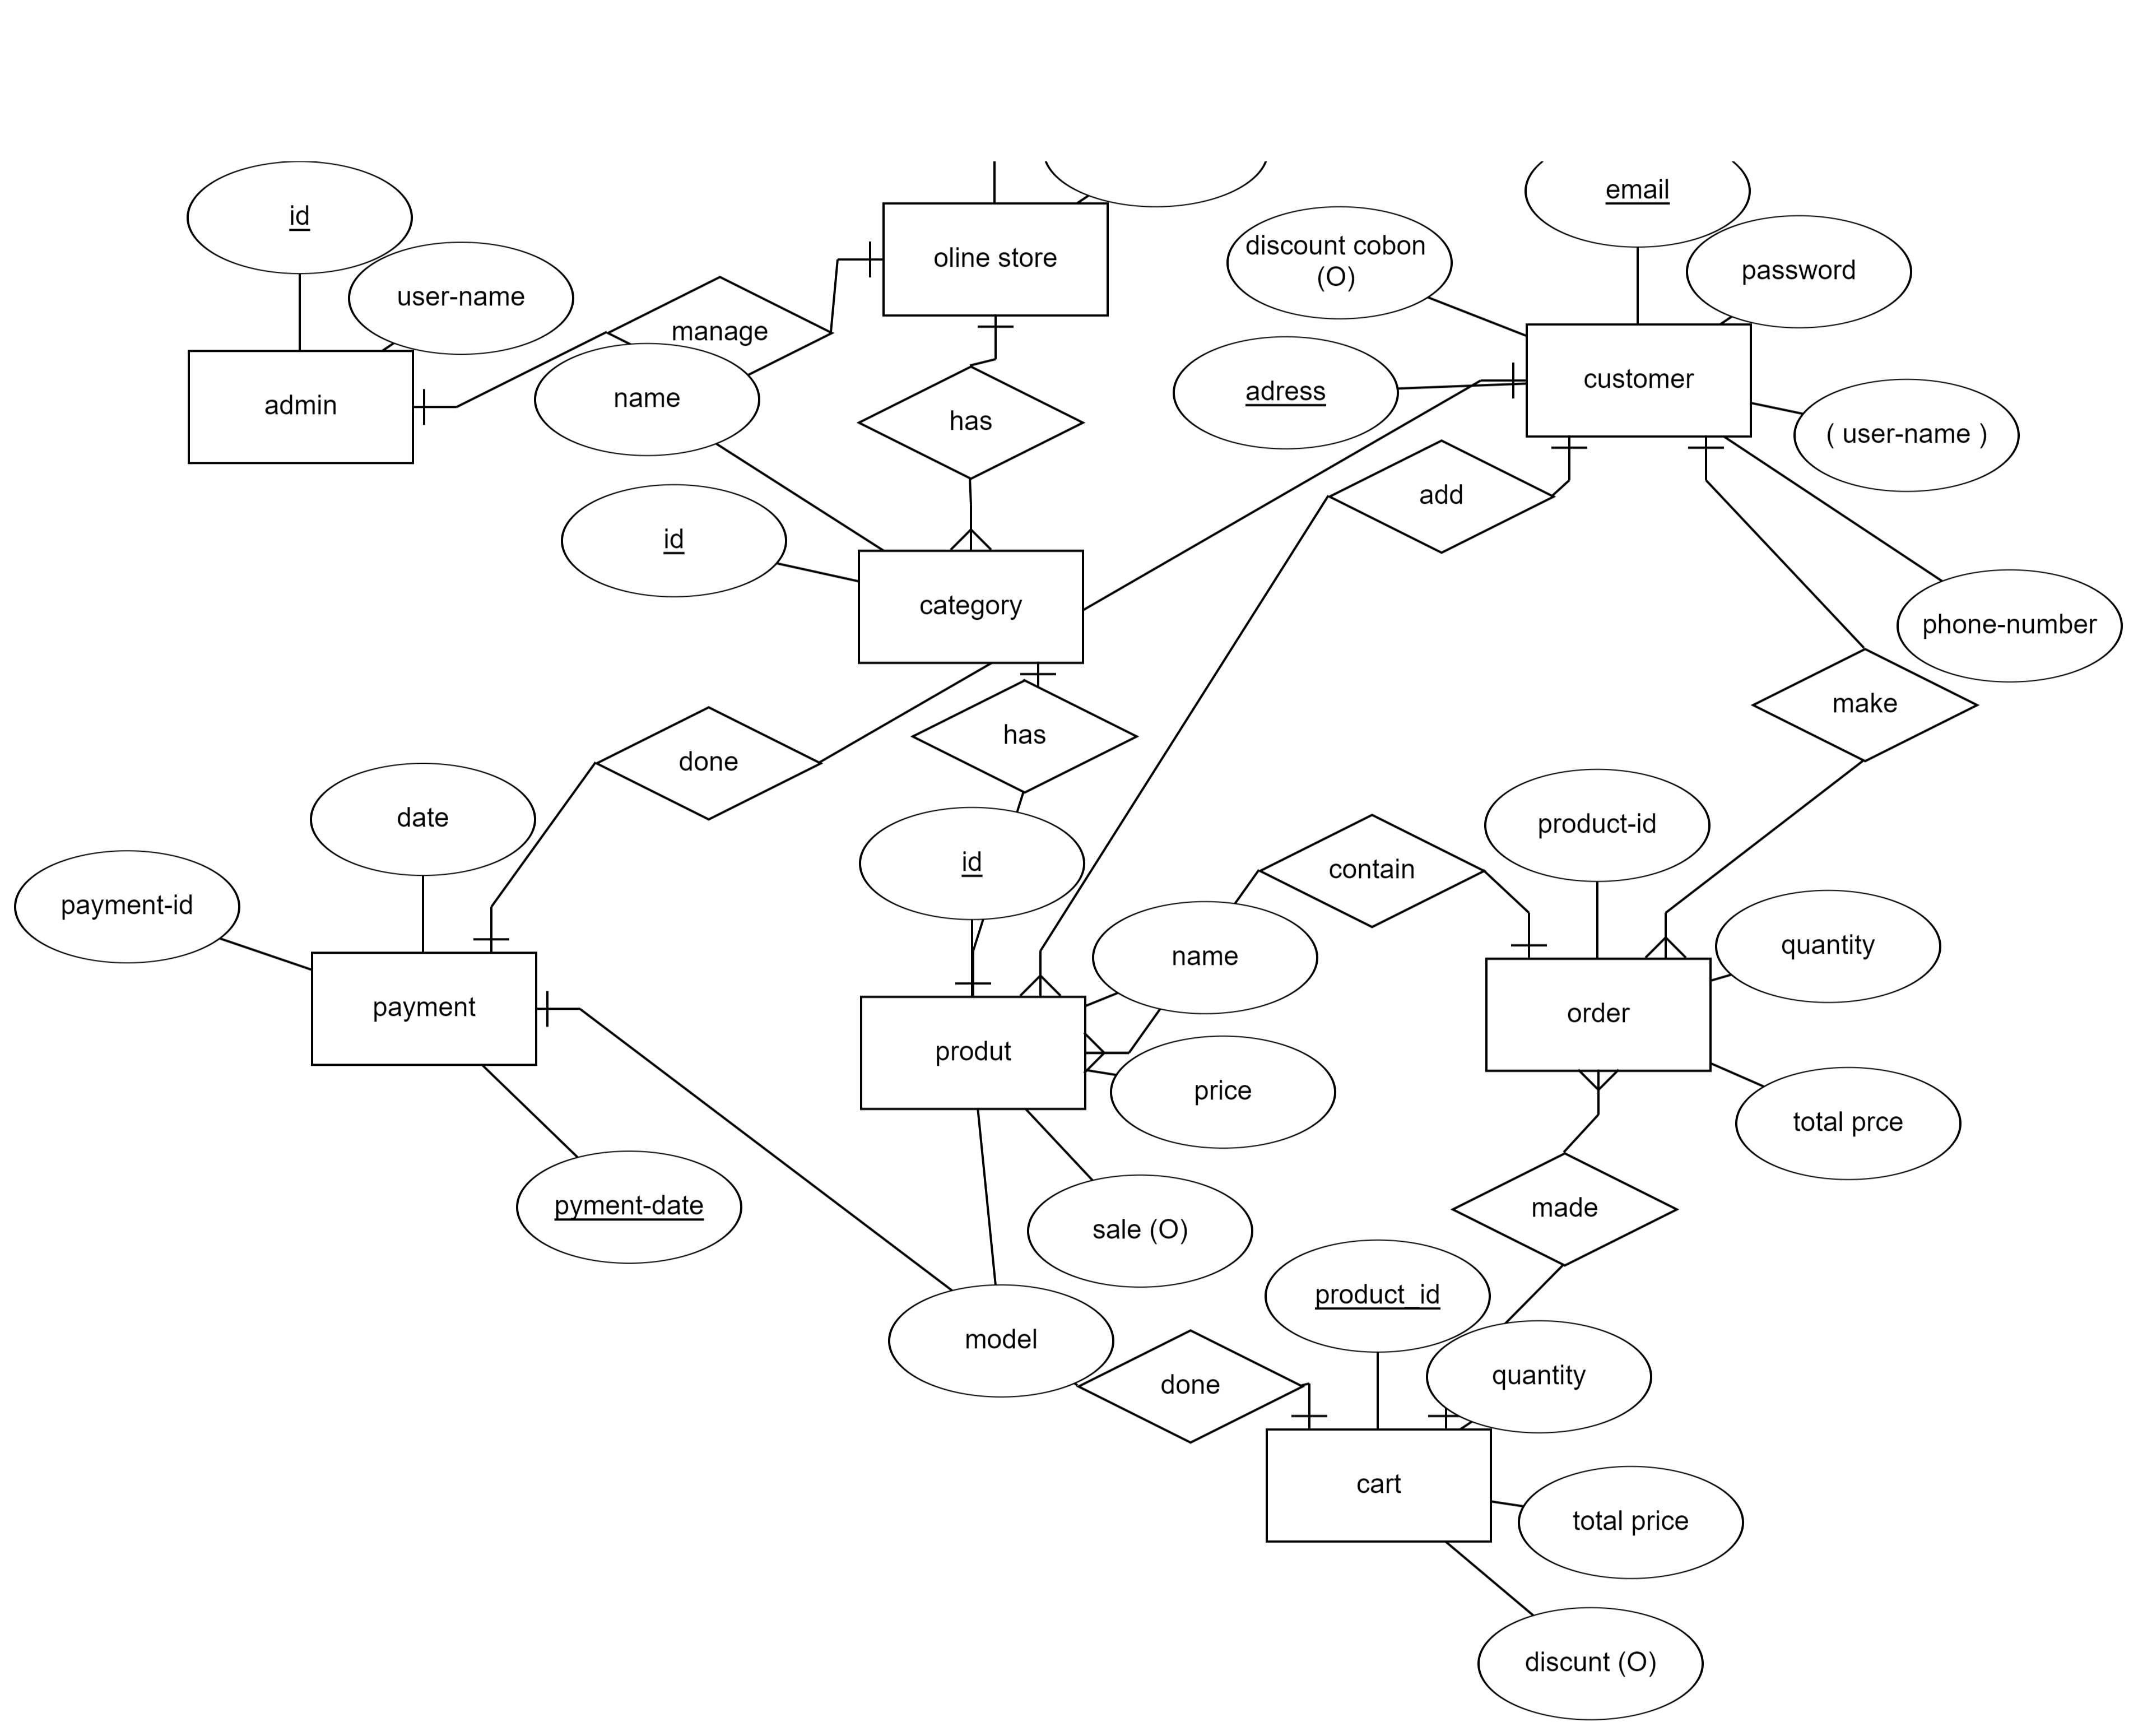 email
id
discount cobon
(O)
oline store
password
user-name
manage
customer
adress
name
admin
has
( user-name )
add
id
category
phone-number
make
has
done
date
product-id
id
contain
payment-id
quantity
name
payment
order
produt
price
total prce
pyment-date
made
sale (O)
product_id
model
quantity
done
cart
total price
discunt (O)